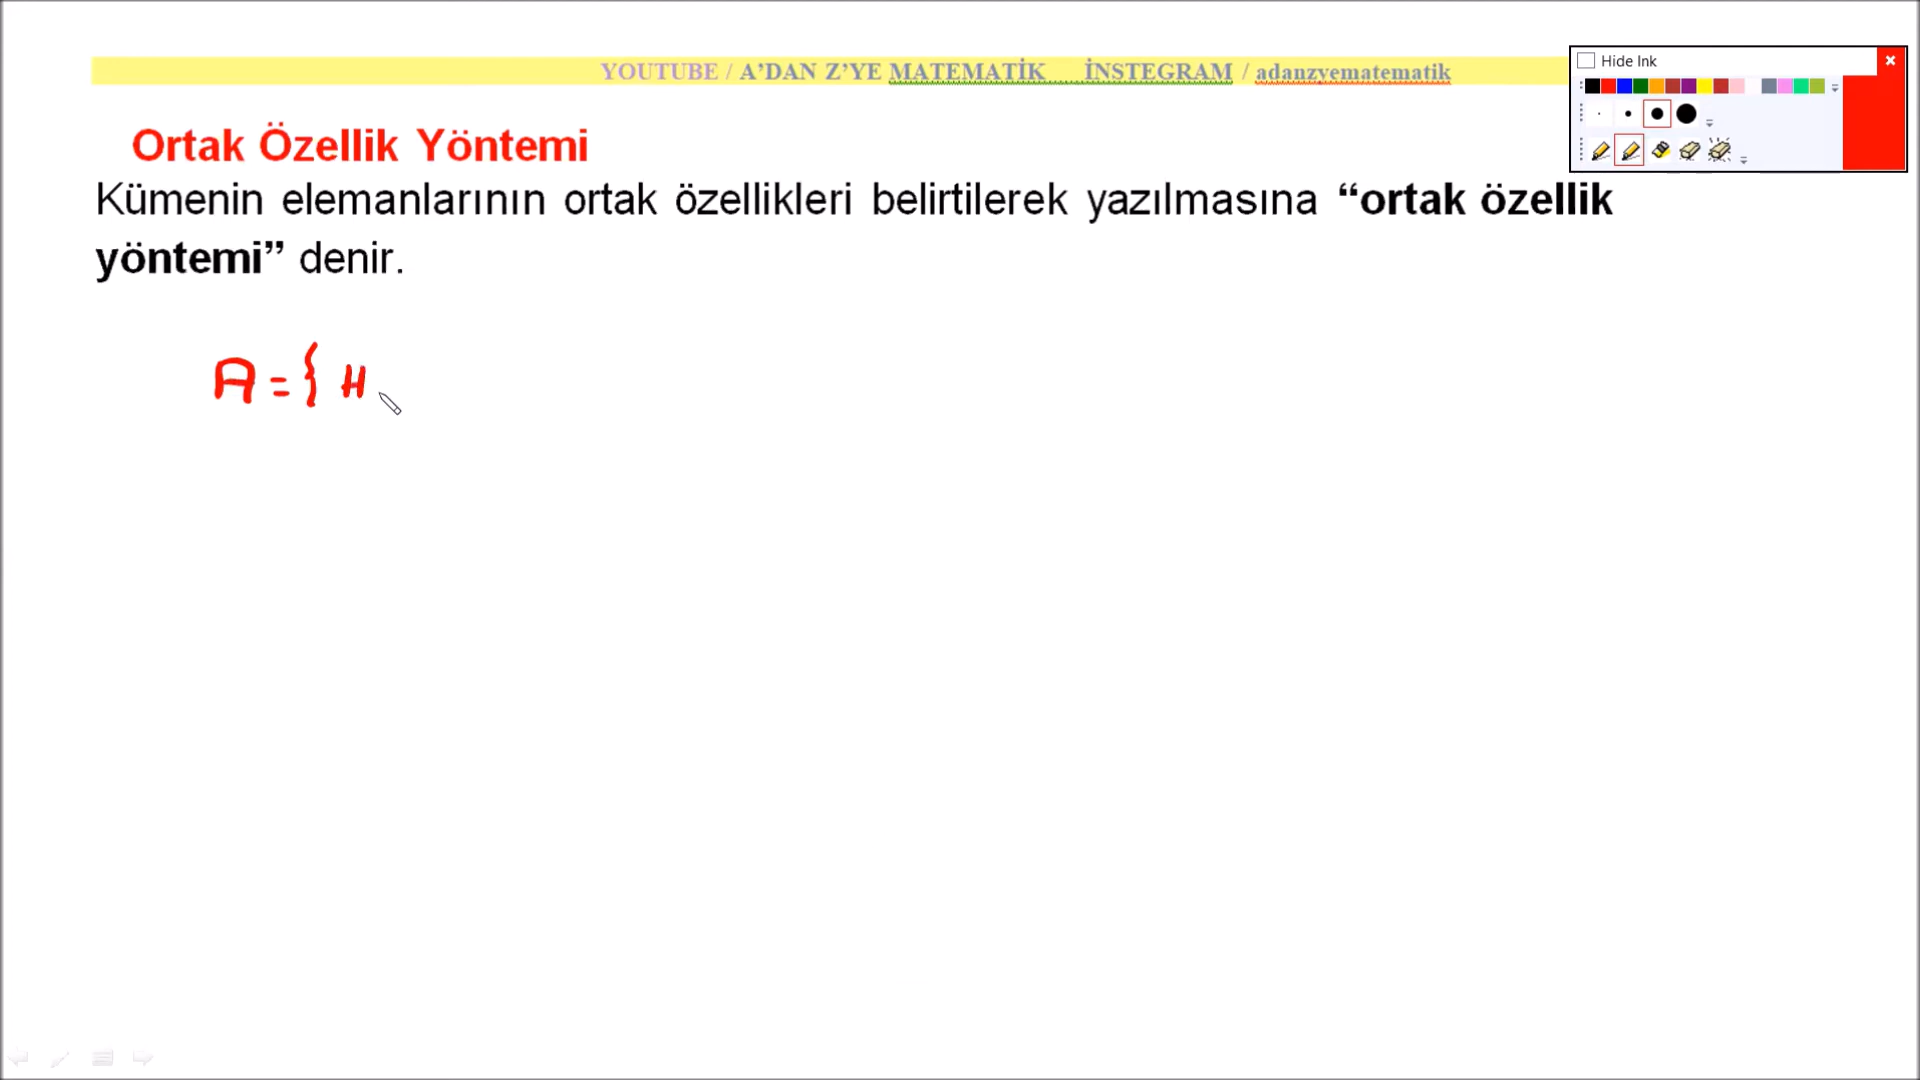 YOUTUBE / A’DAN Z’YE MATEMATİK İNSTEGRAM / adanzyematematik
Hide Ink
Ortak Özellik Yöntemi
Kümenin elemanlarının ortak özellikleri belirtilerek yazılmasına “ortak özellik
yöntemi” denir.
A = { H